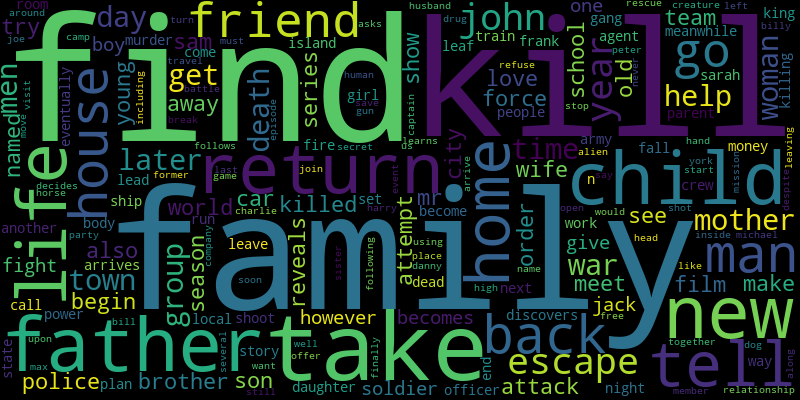 around room day find friend john one gang creature left rescue husband drug
try joe boy murder sam come island leaf train frank agent team meanwhile king billy
camp turn asks must travel battle human save gun
men move visit eventually young get away death series girl show love force people school year old go sarah help killing woman
named house including break episode secret captain learns ds refuse peter never stop parent
life later follows fire return city time army alien fall hand money leaving
decides horse lead ship last game join event arrive wife child n say york start crew mission despite
another party body world car charlie killed set mr become order open would shot see mother
also run harry work head inside michael
fight arrives town group season company leave reveals sister following attempt using place danny dead home name give war meet like man
call begin family soon high next film make
power bill local shoot however becomes jack free new
state upon father several story well offer finally take discovers back together dog tell
max police plan brother son want still daughter end soldier officer escape attack night member way along relationship
kill